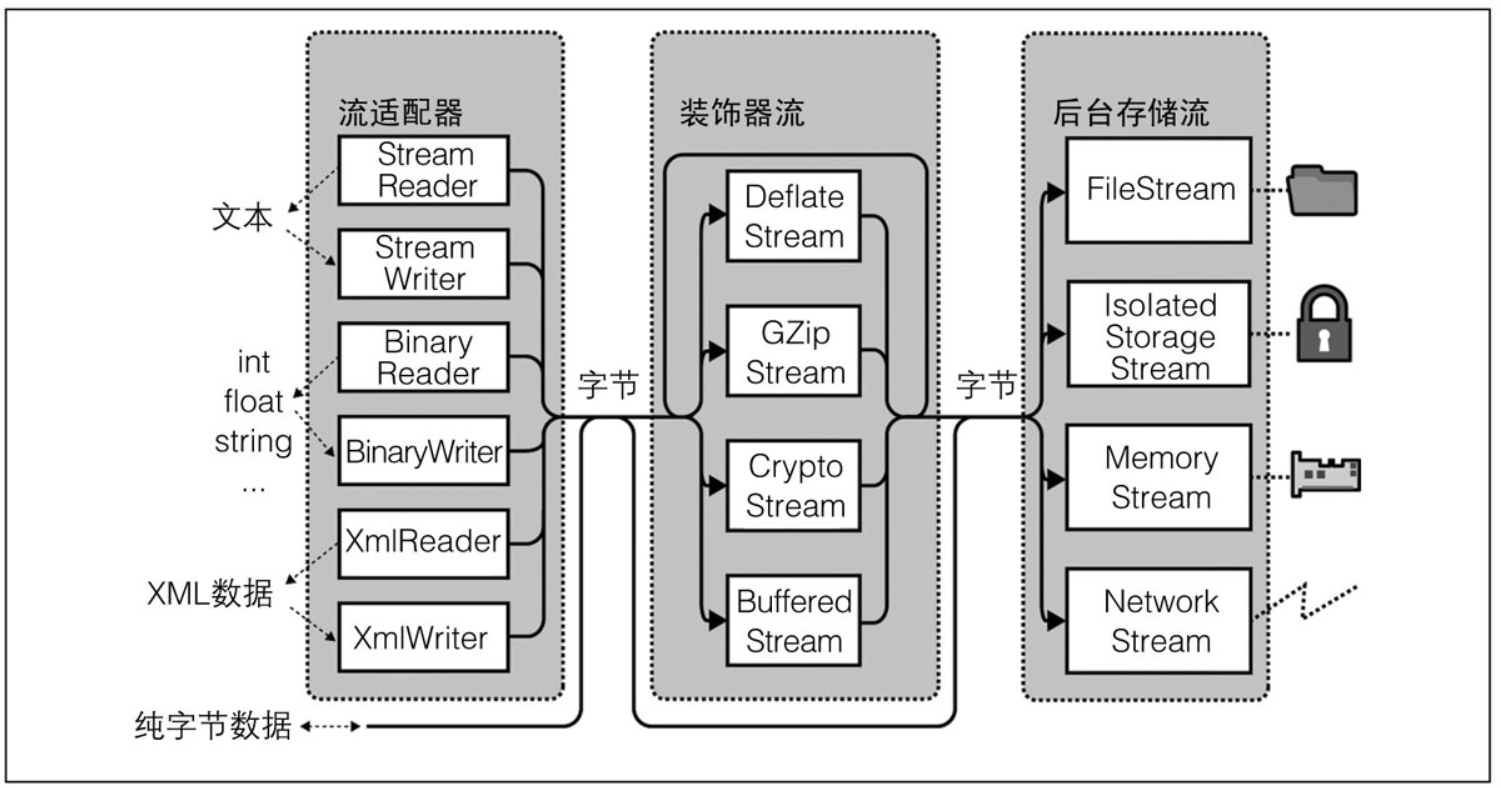 流适配器
Stream
Reader
Stream
Writer
Binary
Reader
BinaryWriter
XmlReader
XmlWriter
文本
int
float
string
...
XML数据
纯字节数据
字节
装饰器流
Deflate
Stream
GZip
Stream
Crypto
Stream
Buffered
Stream
字节
后台存储流
FileStream
Isolated
Storage
Stream
Memory
Stream
Network
Stream